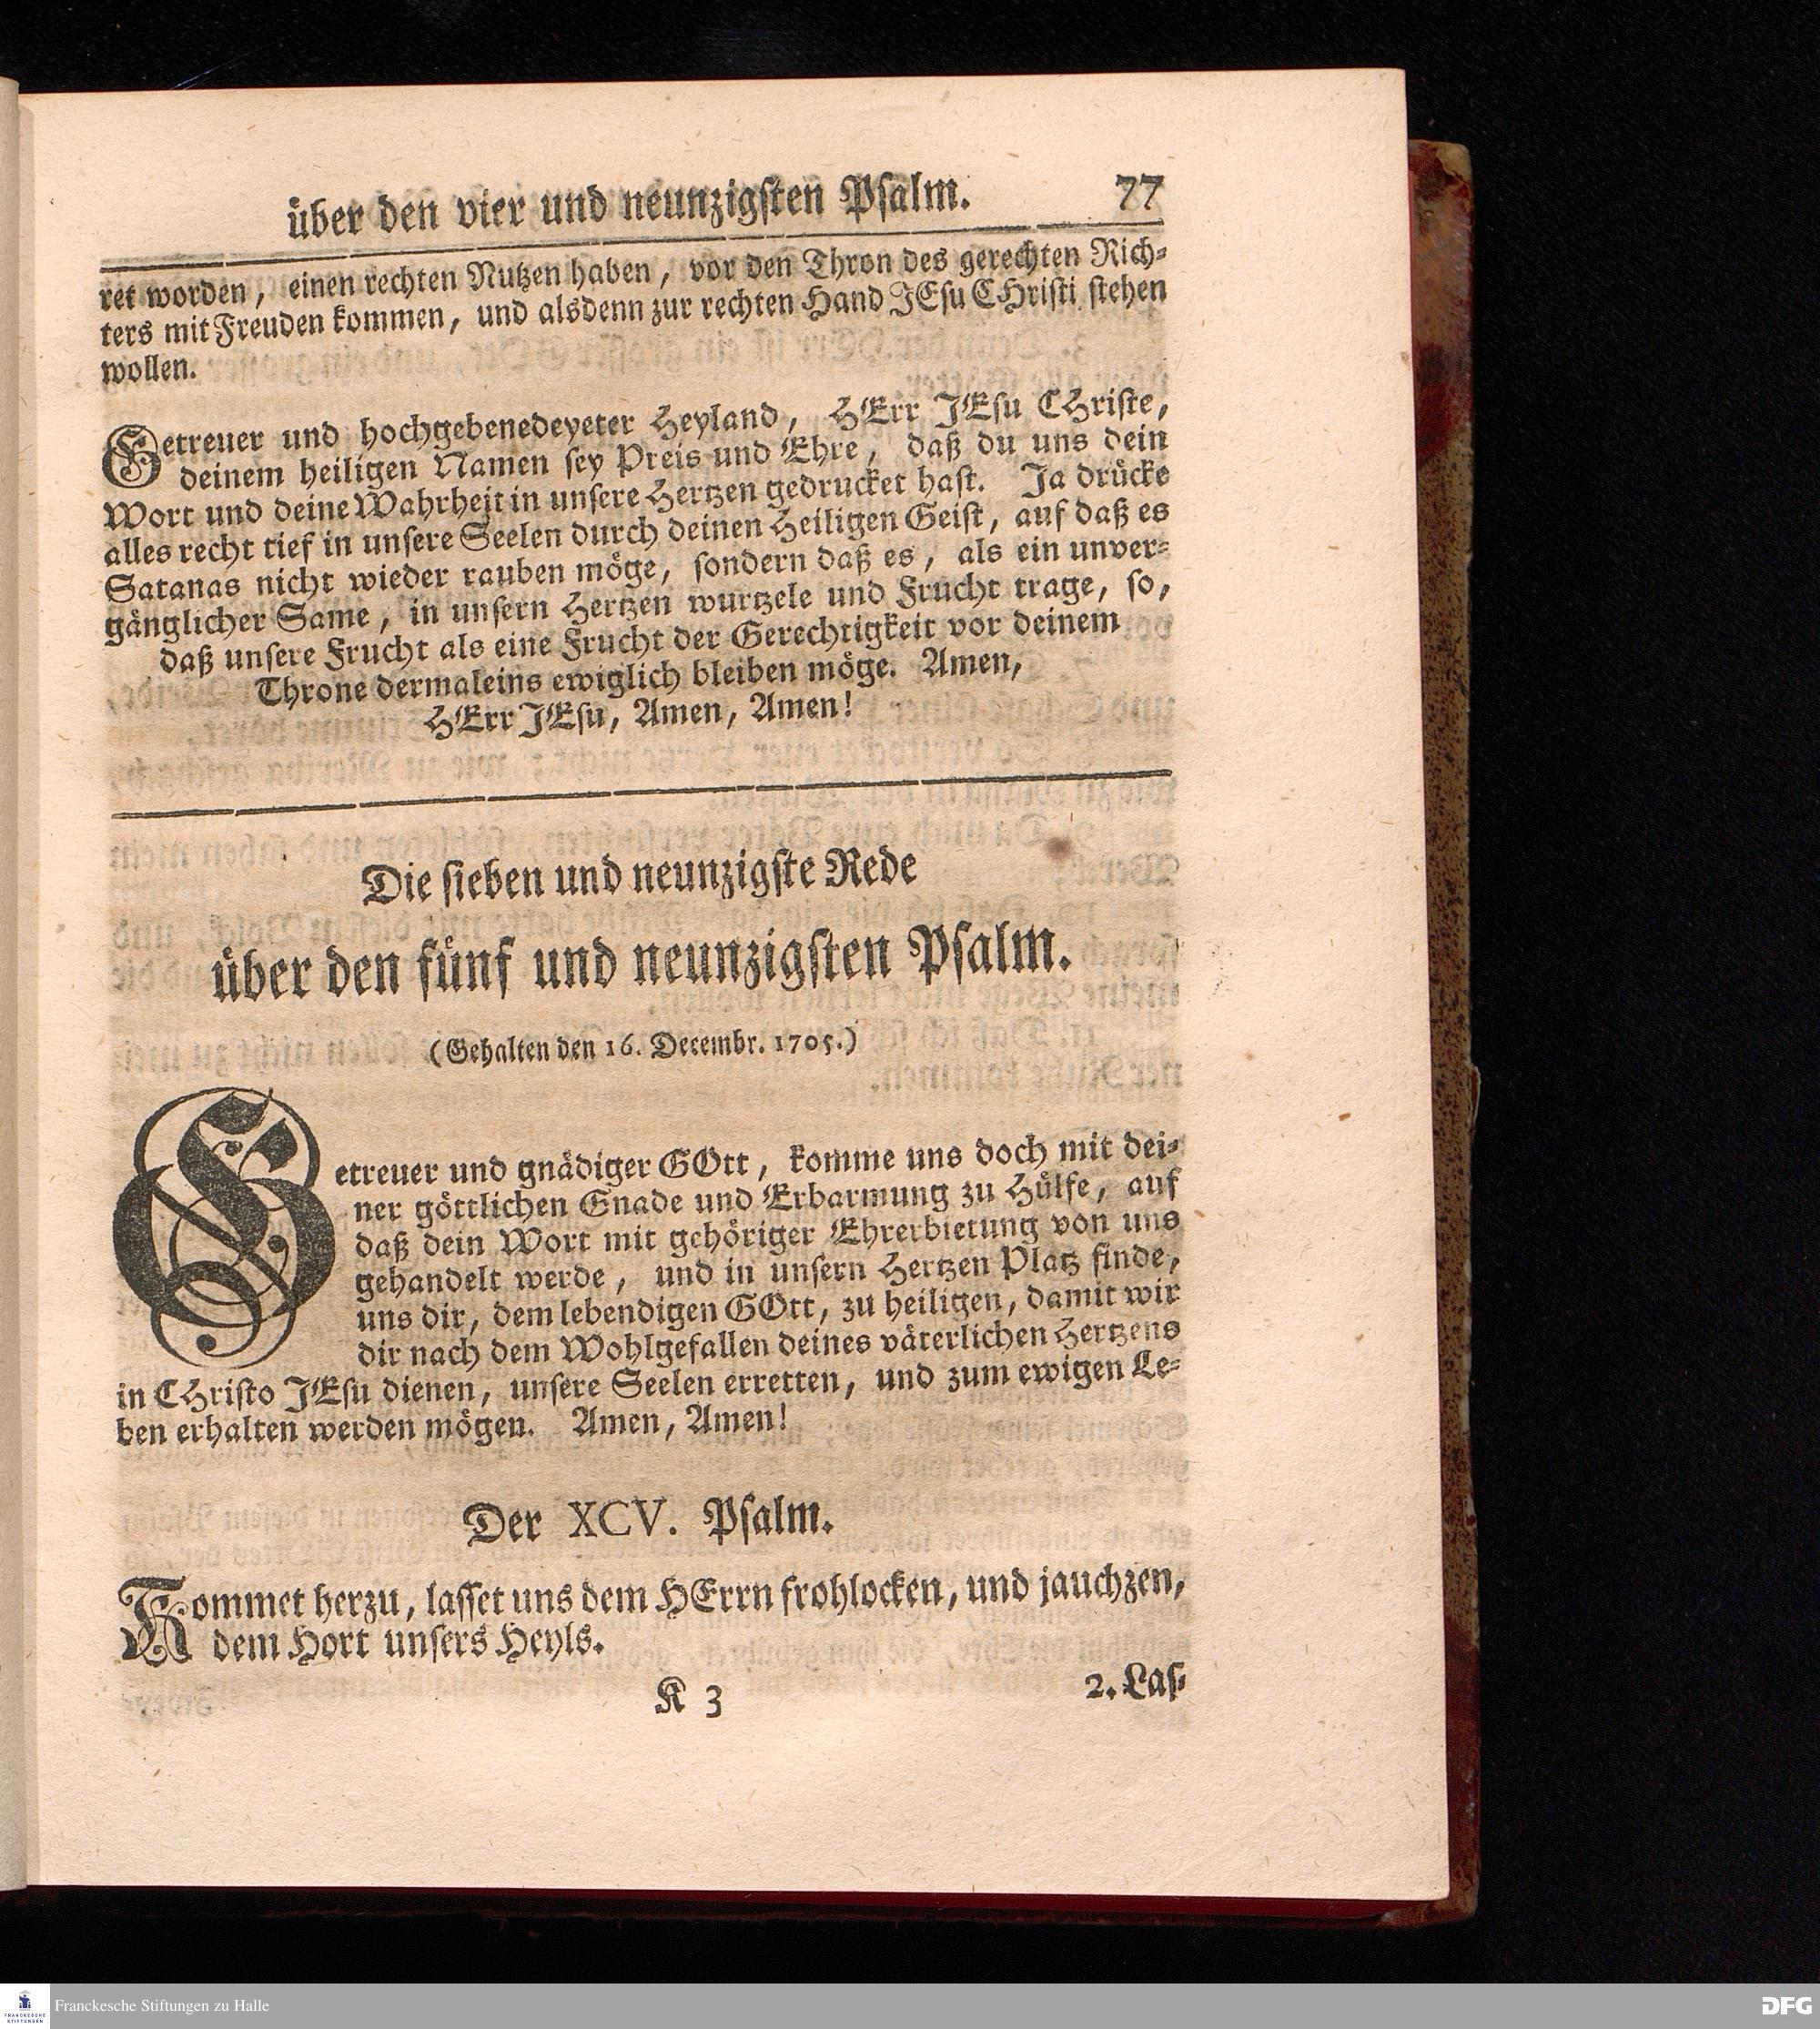 über den vier und neunzigsten Psalm. 77
ret worden, einen rechten Nutzen haben, vor den Thron des gerechten Rich-
ters mit Freuden kommen, und alsdenn zur rechten Hand JEsu CHristi stehen
wollen.
Getreuer und hochgebenedeyeter Heyland, HErr JEsu CHriste,
deinem heiligen Namen sey Preis und Ehre, daß du uns dein
Wort und deine Wahrheit in unsere Hertzen gedrucket hast. Ja drücke
alles recht tief in unsere Seelen durch deinen Heiligen Geist, auf daß es
Satanas nicht wieder rauben möge, sondern daß es, als ein unver-
gänglicher Same, in unsern Hertzen wurtzele und Frucht trage, so,
daß unsere Frucht als eine Frucht der Gerechtigkeit vor deinem
Throne dermaleins ewiglich bleiben möge. Amen,
HErr JEsu, Amen, Amen!
Die sieben und neunzigste Rede
über den fünf und neunzigsten Psalm.
(Gehalten den 16. Decembr. 1705.)
Getreuer und gnädiger GOtt, komme uns doch mit dei-
ner göttlichen Gnade und Erbarmung zu Hülfe, auf
daß dein Wort mit gehöriger Ehrerbietung von uns
gehandelt werde, und in unsern Hertzen Platz finde,
uns dir, dem lebendigen GOtt, zu heiligen, damit wir
dir nach dem Wohlgefallen deines väterlichen Hertzens
in CHristo JEsu dienen, unsere Seelen erretten, und zum ewigen Le-
ben erhalten werden mögen. Amen, Amen!
Der XCV. Psalm.
Kommet herzu, lasset uns dem HErrn frohlocken, und jauchzen,
dem Hort unsers Heyls.
K 3 2. Las-
FRANCKESCHE STIFTUNGEN
Franckesche Stiftungen zu Halle
DFG